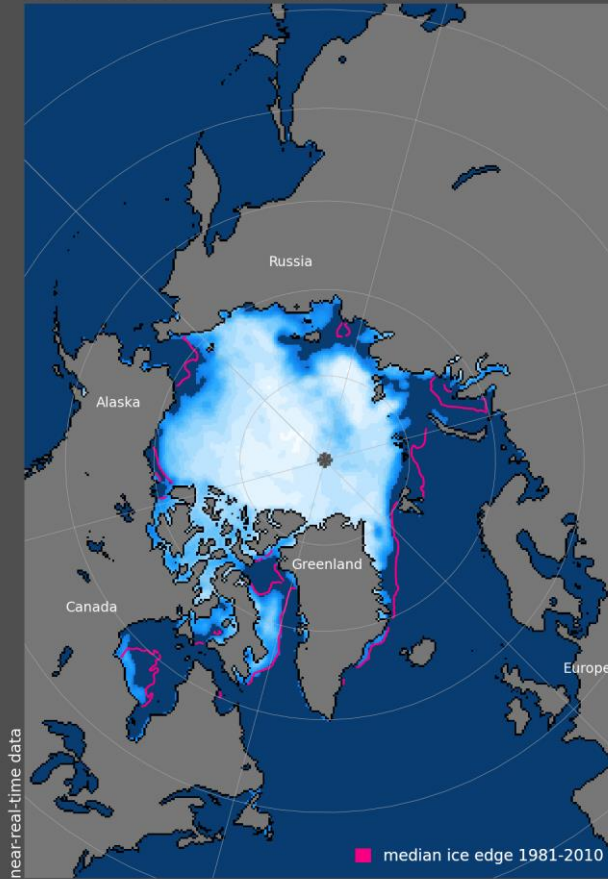 Russia
Alaska
Greenland
Canada
Europe
near-real-time data
median ice edge 1981-2010